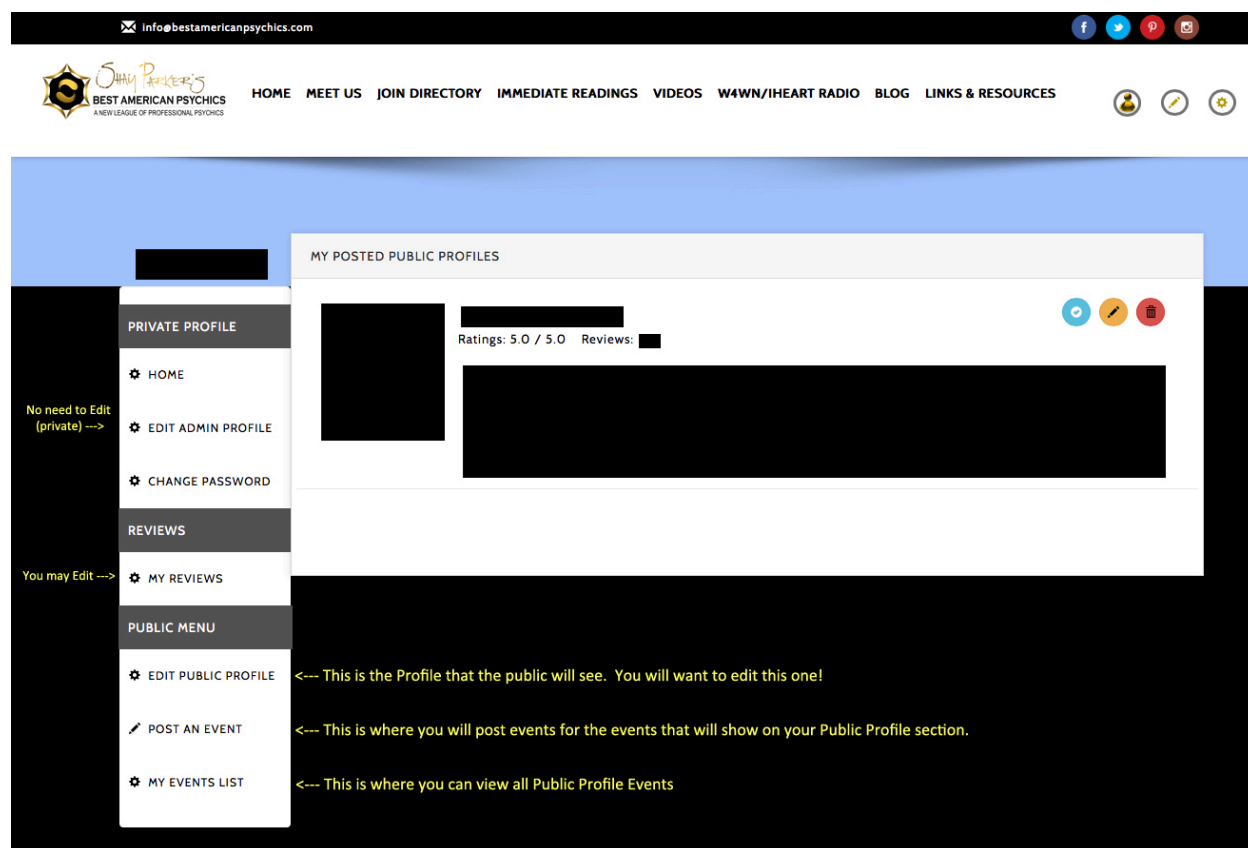 info@bestamericanpsychics.com
Shay Parker's
BEST AMERICAN PSYCHICS
A NEW LEAGUE OF PROFESSIONAL PSYCHICS
HOME MEET US JOIN DIRECTORY IMMEDIATE READINGS VIDEOS W4WN/IHEART RADIO BLOG LINKS & RESOURCES
MY POSTED PUBLIC PROFILES
Ratings: 5.0 / 5.0 Reviews:
PRIVATE PROFILE
HOME
No need to Edit
(private) --->
EDIT ADMIN PROFILE
CHANGE PASSWORD
REVIEWS
You may Edit ---> MY REVIEWS
PUBLIC MENU
EDIT PUBLIC PROFILE <--- This is the Profile that the public will see. You will want to edit this one!
POST AN EVENT <--- This is where you will post events for the events that will show on your Public Profile section.
MY EVENTS LIST <--- This is where you can view all Public Profile Events